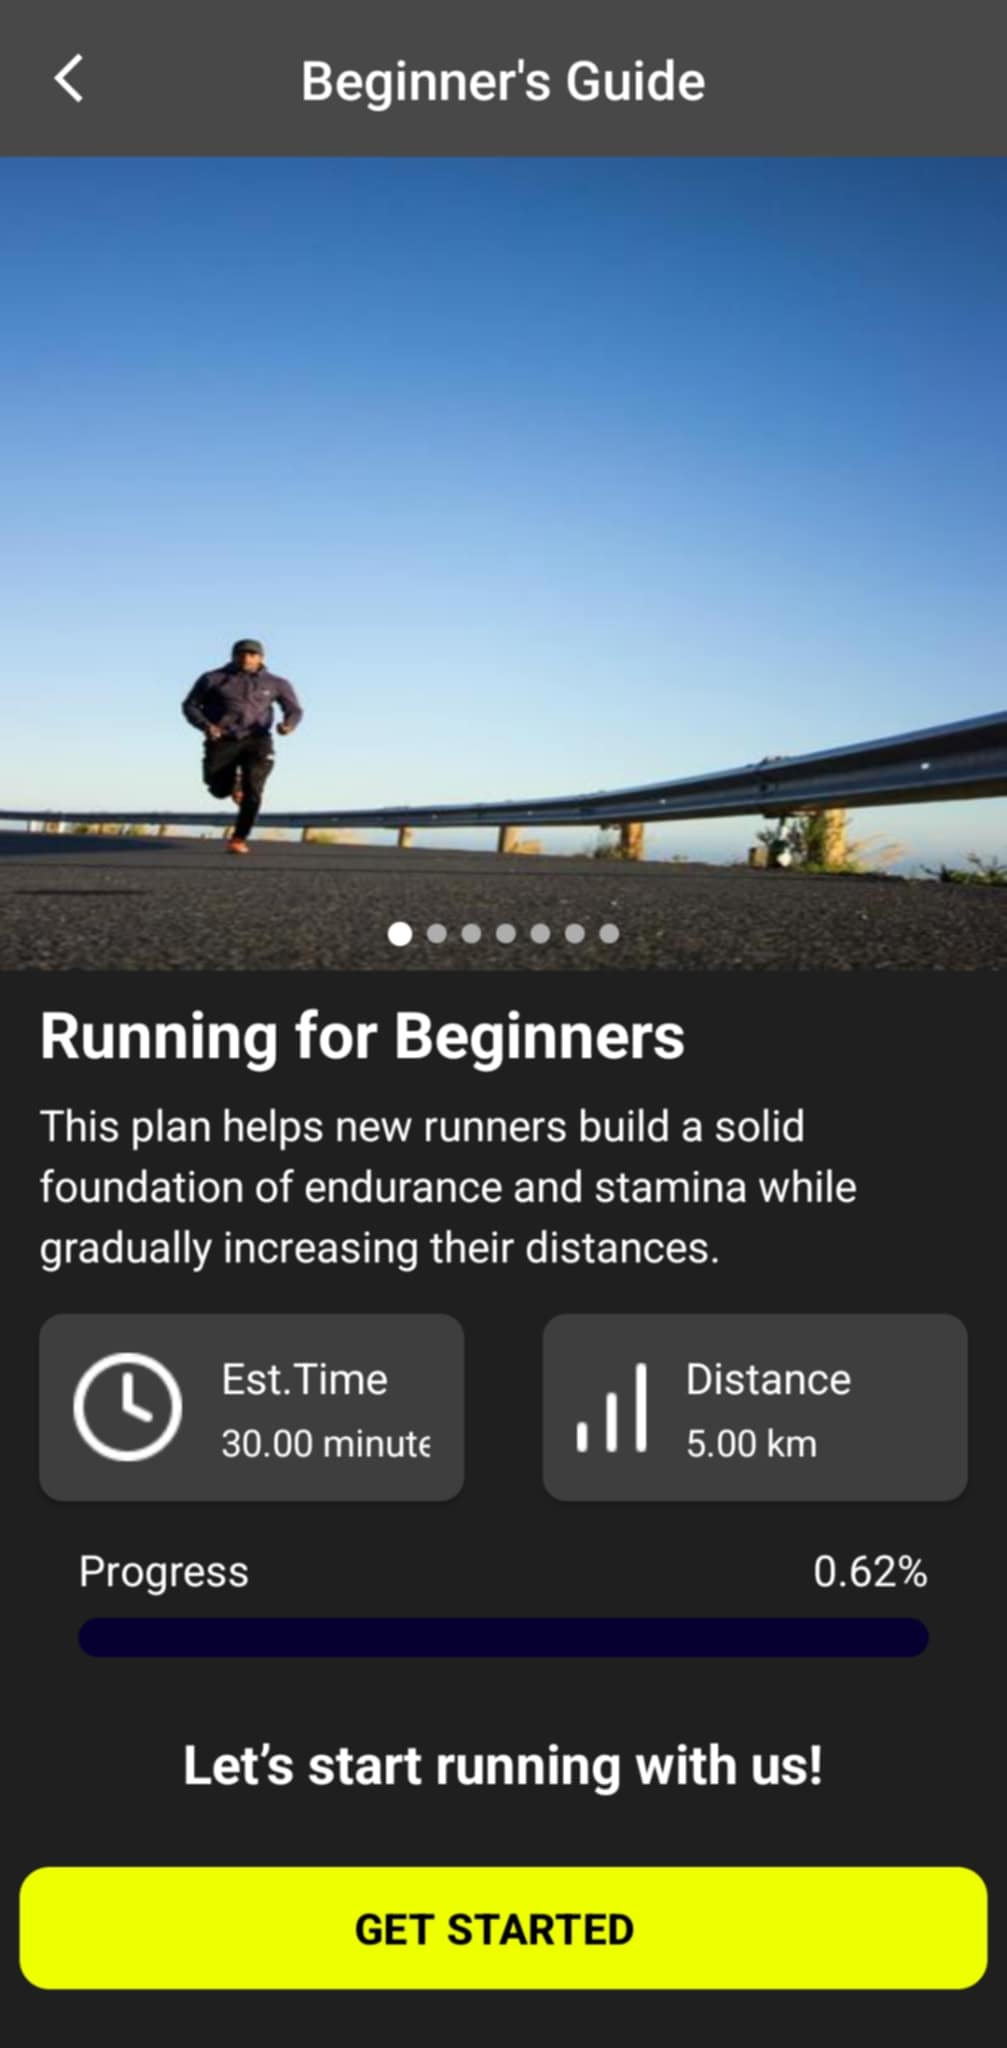 Beginner's Guide
Running for Beginners
This plan helps new runners build a solid
foundation of endurance and stamina while
gradually increasing their distances.
Est.Time
30.00 minute
Distance
5.00 km
Progress
0.62%
Let’s start running with us!
GET STARTED